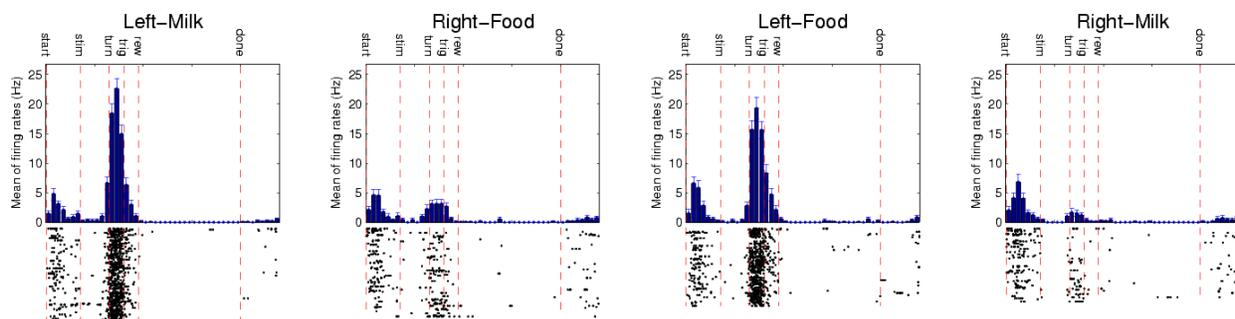 Left−Milk
start stim turn trig rew done
Mean of firing rates (Hz)
25
20
15
10
5
0
Right−Food
start stim turn trig rew done
Mean of firing rates (Hz)
25
20
15
10
5
0
Left−Food
start stim turn trig rew done
Mean of firing rates (Hz)
25
20
15
10
5
0
Right−Milk
start stim turn trig rew done
Mean of firing rates (Hz)
25
20
15
10
5
0